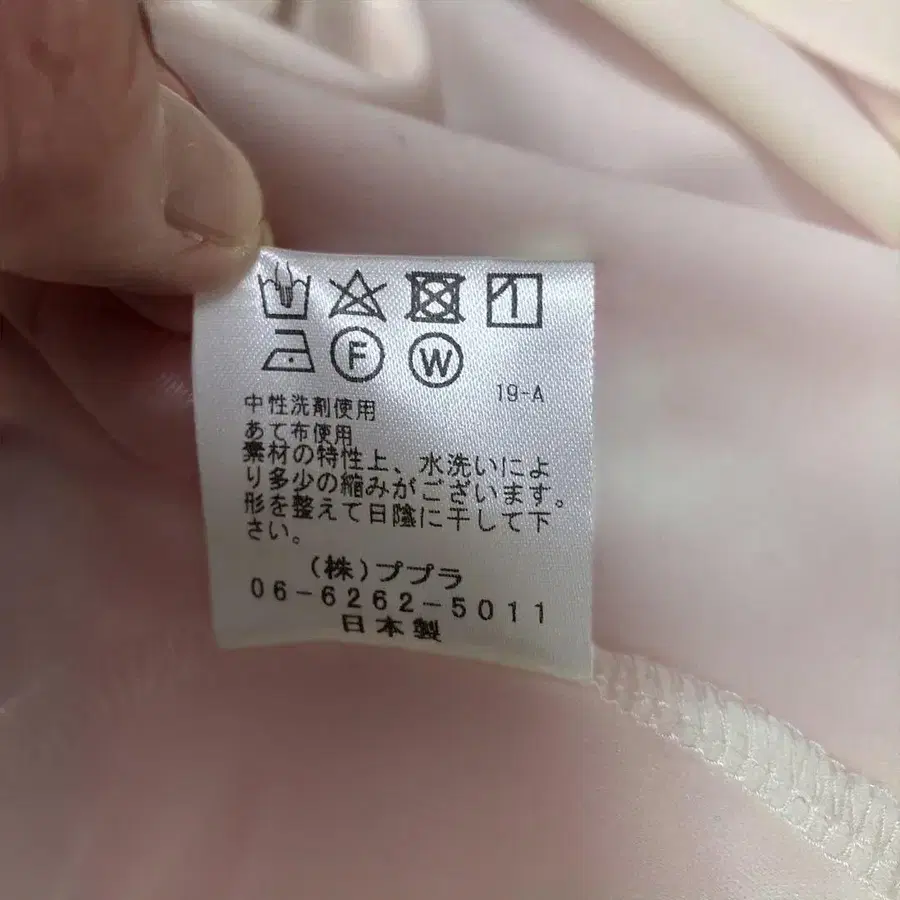 F W
19-A
中性洗剤使用
あて布使用
素材の特性上、水洗いによ
り多少の縮みがございます。
形を整えて日陰に干して下
さい。
(株)ププラ
06-6262-5011
日本製